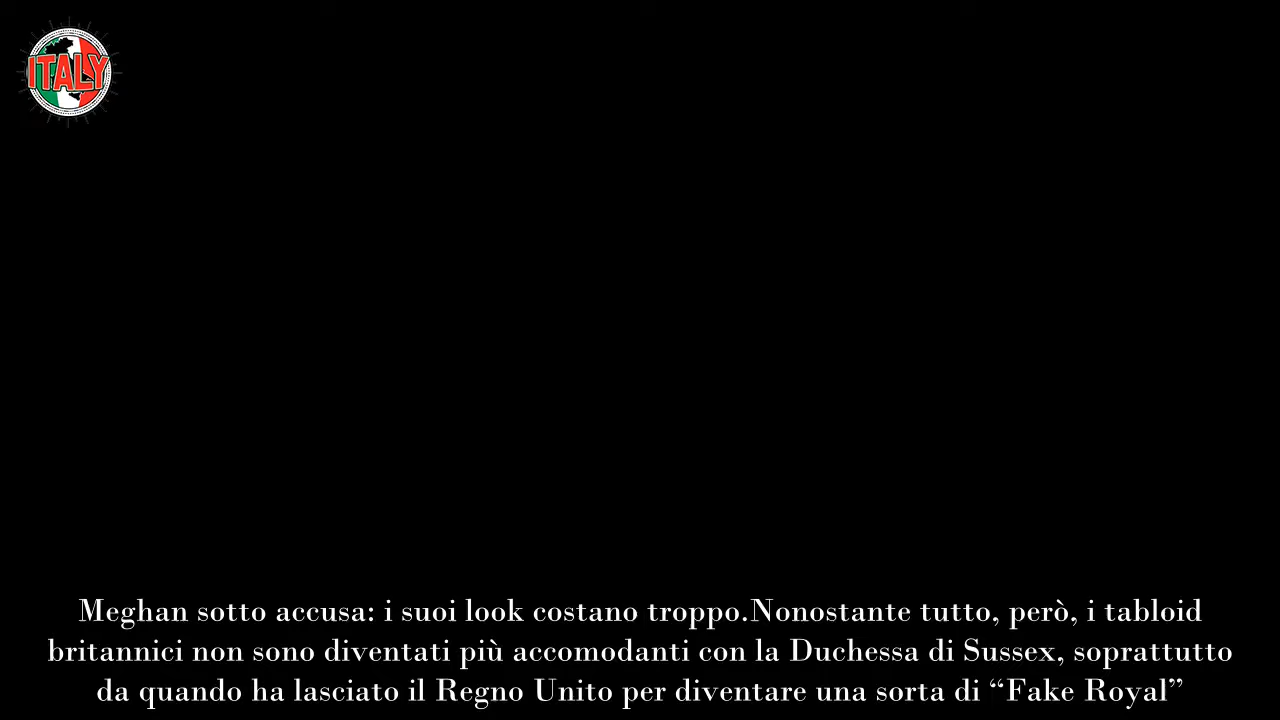 ITALY
Meghan sotto accusa: i suoi look costano troppo.Nonostante tutto, però, i tabloid
britannici non sono diventati più accomodanti con la Duchessa di Sussex, soprattutto
da quando ha lasciato il Regno Unito per diventare una sorta di “Fake Royal”